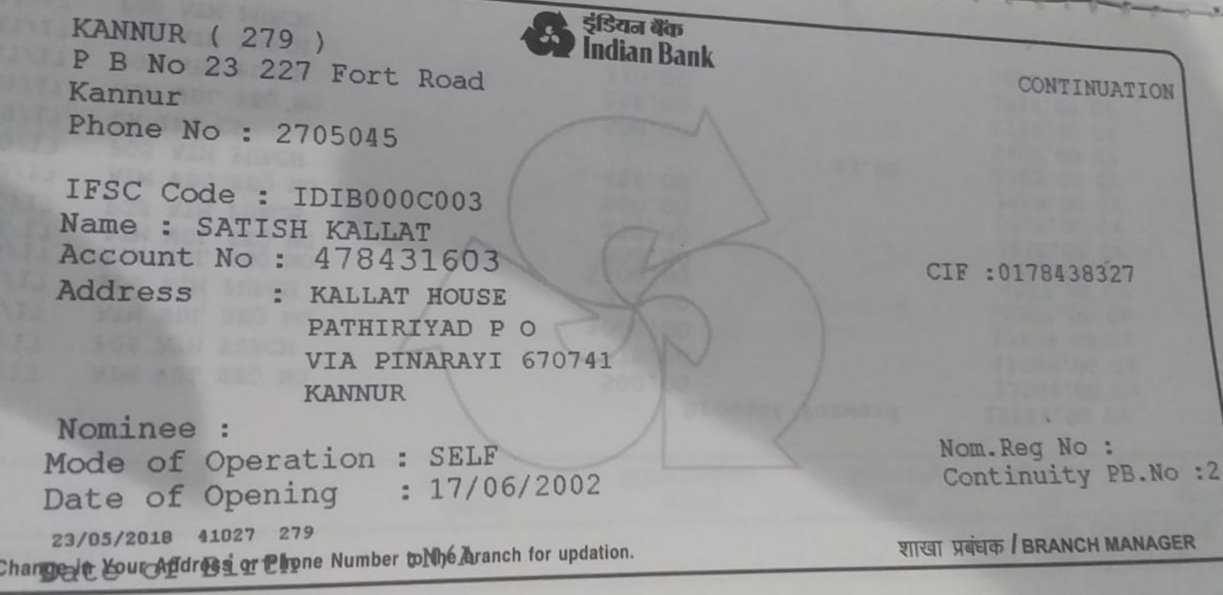 KANNUR ( 279 )
P B No 23 227 Fort Road
Kannur
Phone No : 2705045
इंडियन बैंक
Indian Bank
CONTINUATION
IFSC Code : IDIB000C003
Name : SATISH KALLAT
Account No : 478431603
CIF :0178438327
Address : KALLAT HOUSE
PATHIRIYAD P O
VIA PINARAYI 670741
KANNUR
Nominee :
Nom.Reg No :
Mode of Operation : SELF
Continuity PB.No :2
Date of Opening : 17/06/2002
23/05/2018 41027 279
Change in Your Address or Phone Number to the Branch for updation.
Date of Birth : N/A
शाखा प्रबंधक / BRANCH MANAGER